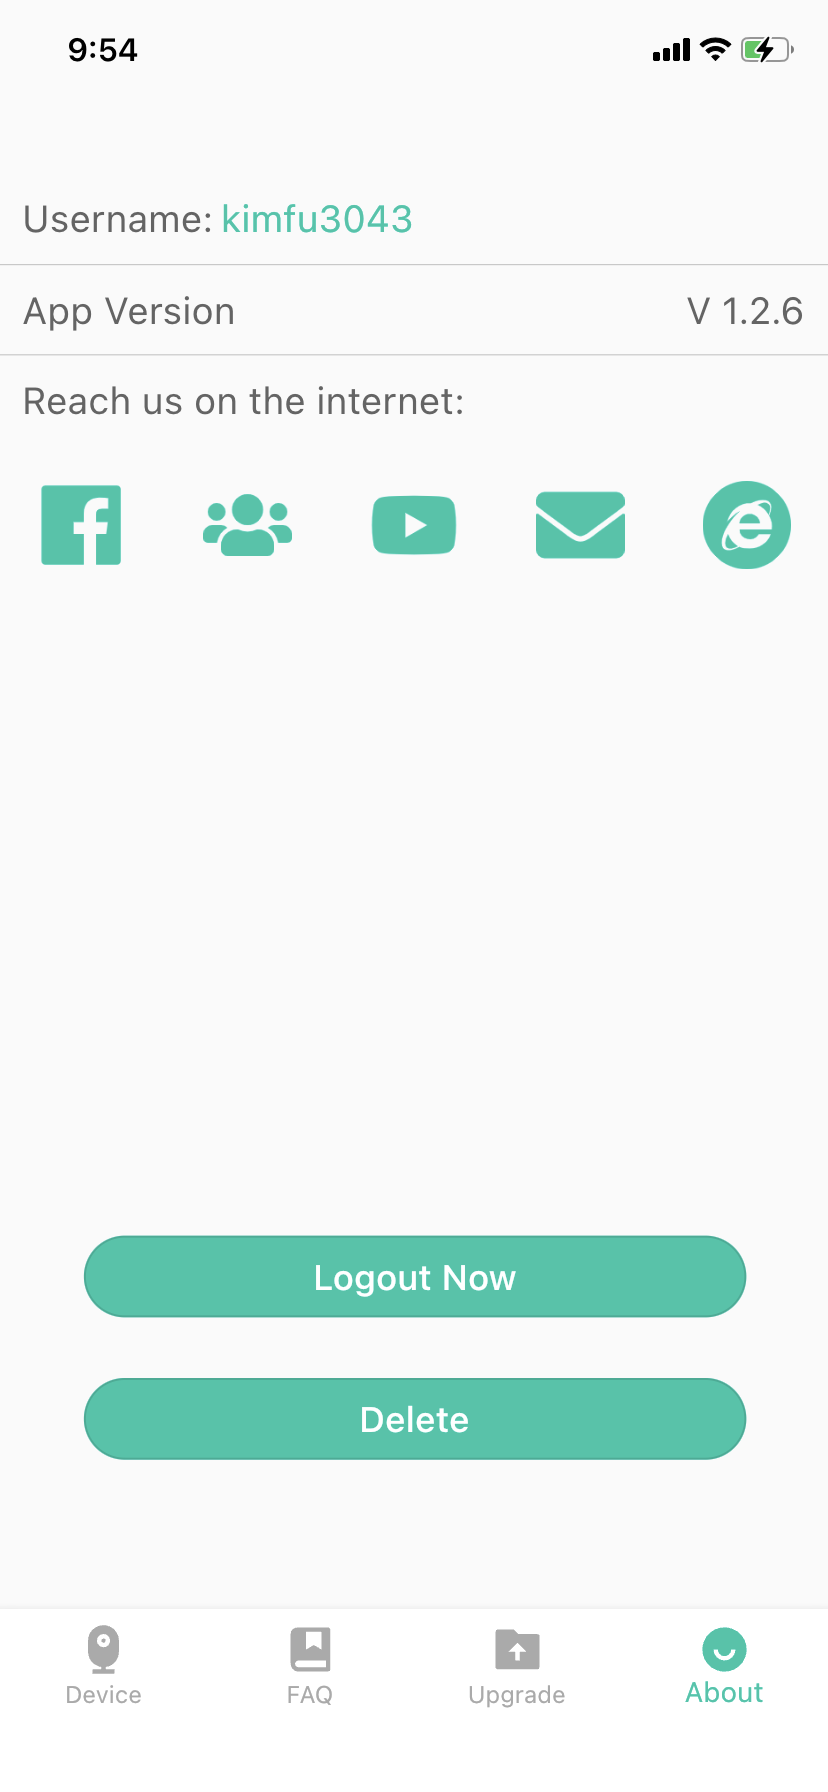 9:54
Username: kimfu3043
App Version V 1.2.6
Reach us on the internet:
Logout Now
Delete
Device FAQ Upgrade About